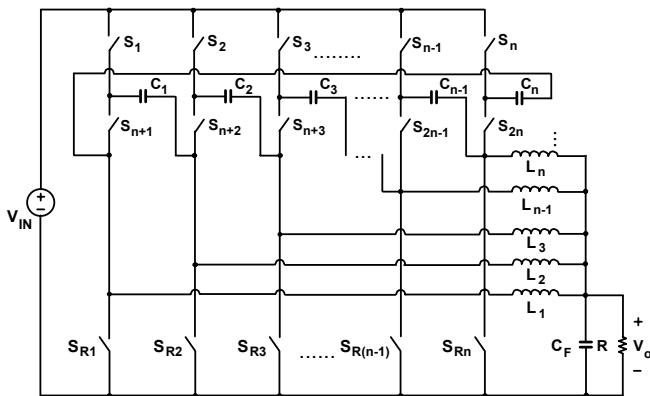 S1 S2 S3 ........ Sn-1 Sn
C1 C2 C3 ...... Cn-1 Cn
Sn+1 Sn+2 Sn+3 S2n-1 S2n
... Ln
+ − VIN Ln-1
L3
L2
L1
SR1 SR2 SR3 ...... SR(n-1) SRn CF R + Vo −